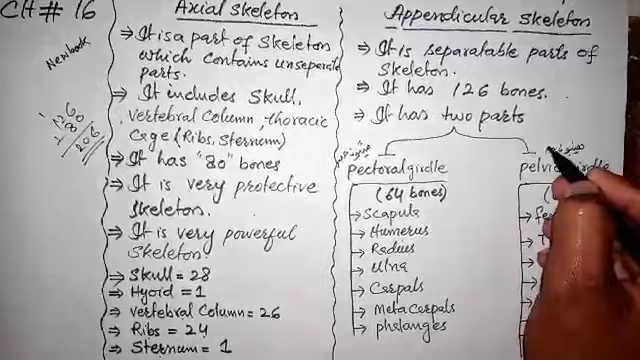 CH# 16
New book
126
+ 80
206
Axial Skeleton
⇒ It is a part of Skeleton
which contains unseparate
parts.
⇒ It includes Skull,
vertebral Column, thoracic
Cage (Ribs, Sternum)
⇒ It has "80" bones
⇒ It is very protective
skeleton.
⇒ It is very powerful
Skeleton.
→ Skull = 28
→ Hyoid = 1
→ vertebral Column = 26
→ Ribs = 24
→ Sternum = 1
Appendicular Skeleton
⇒ It is separatable parts of
Skeleton.
⇒ It has 126 bones.
⇒ It has two parts
pectoral girdle
(64 bones)
→ Scapula
→ Humerus
→ Radius
→ Ulna
→ Carpals
→ Meta Carpals
→ phalanges
pelvic girdle